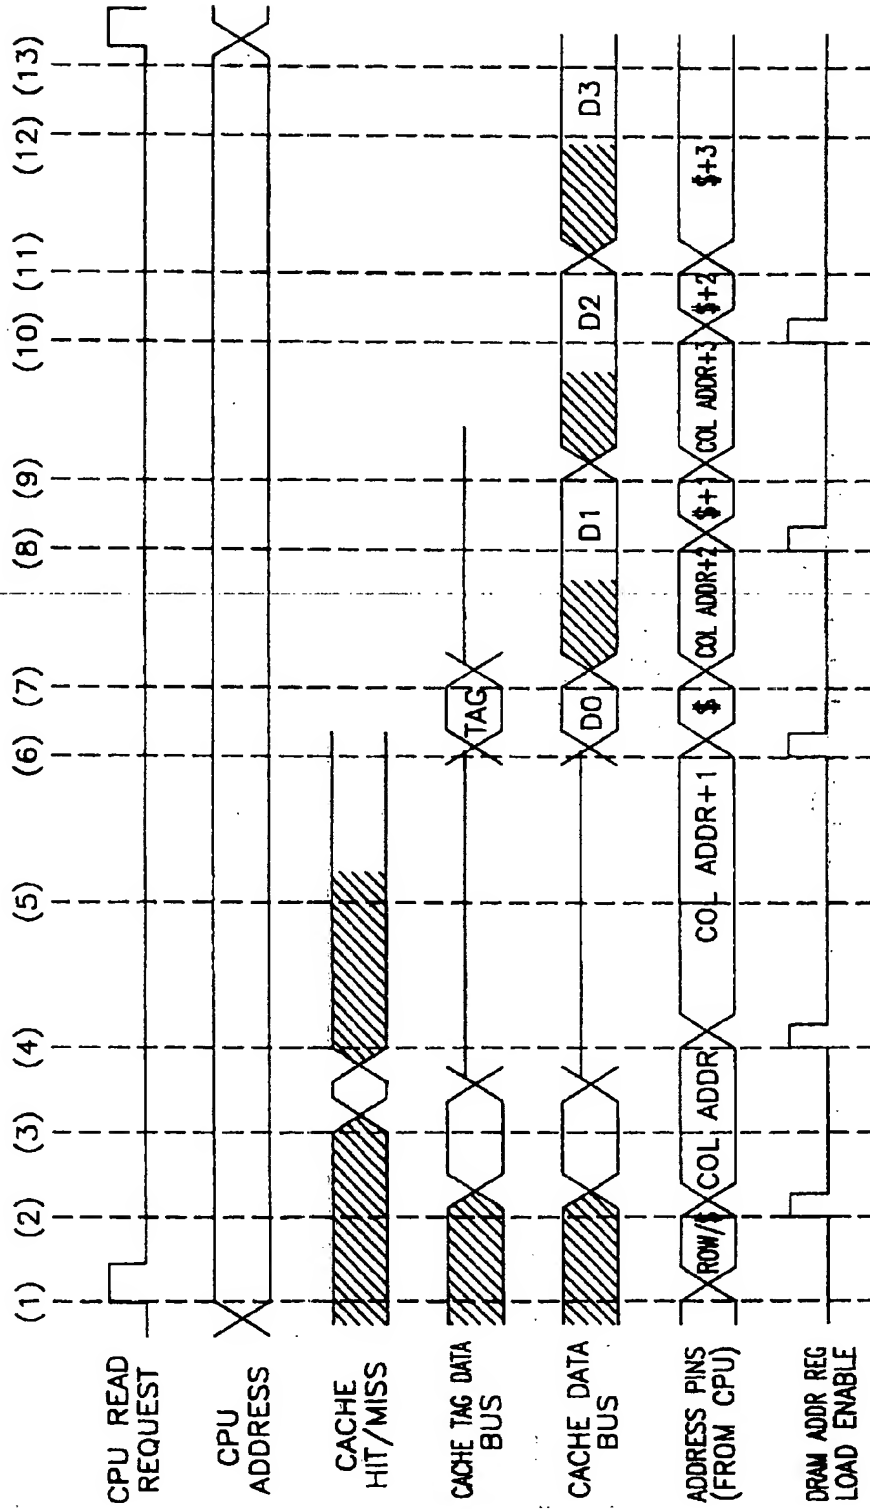 (1) (2) (3) (4) (5) (6) (7) (8) (9) (10) (11) (12) (13)
CPU READ
REQUEST
CPU
ADDRESS
CACHE
HIT/MISS
CACHE TAG DATA
BUS
TAG
CACHE DATA
BUS
D0 D1 D2 D3
ADDRESS PINS
(FROM CPU)
ROW/$ COL ADDR COL ADDR+1 $ COL ADDR+2 $+1 COL ADDR+3 $+2 $+3
DRAM ADDR REG
LOAD ENABLE